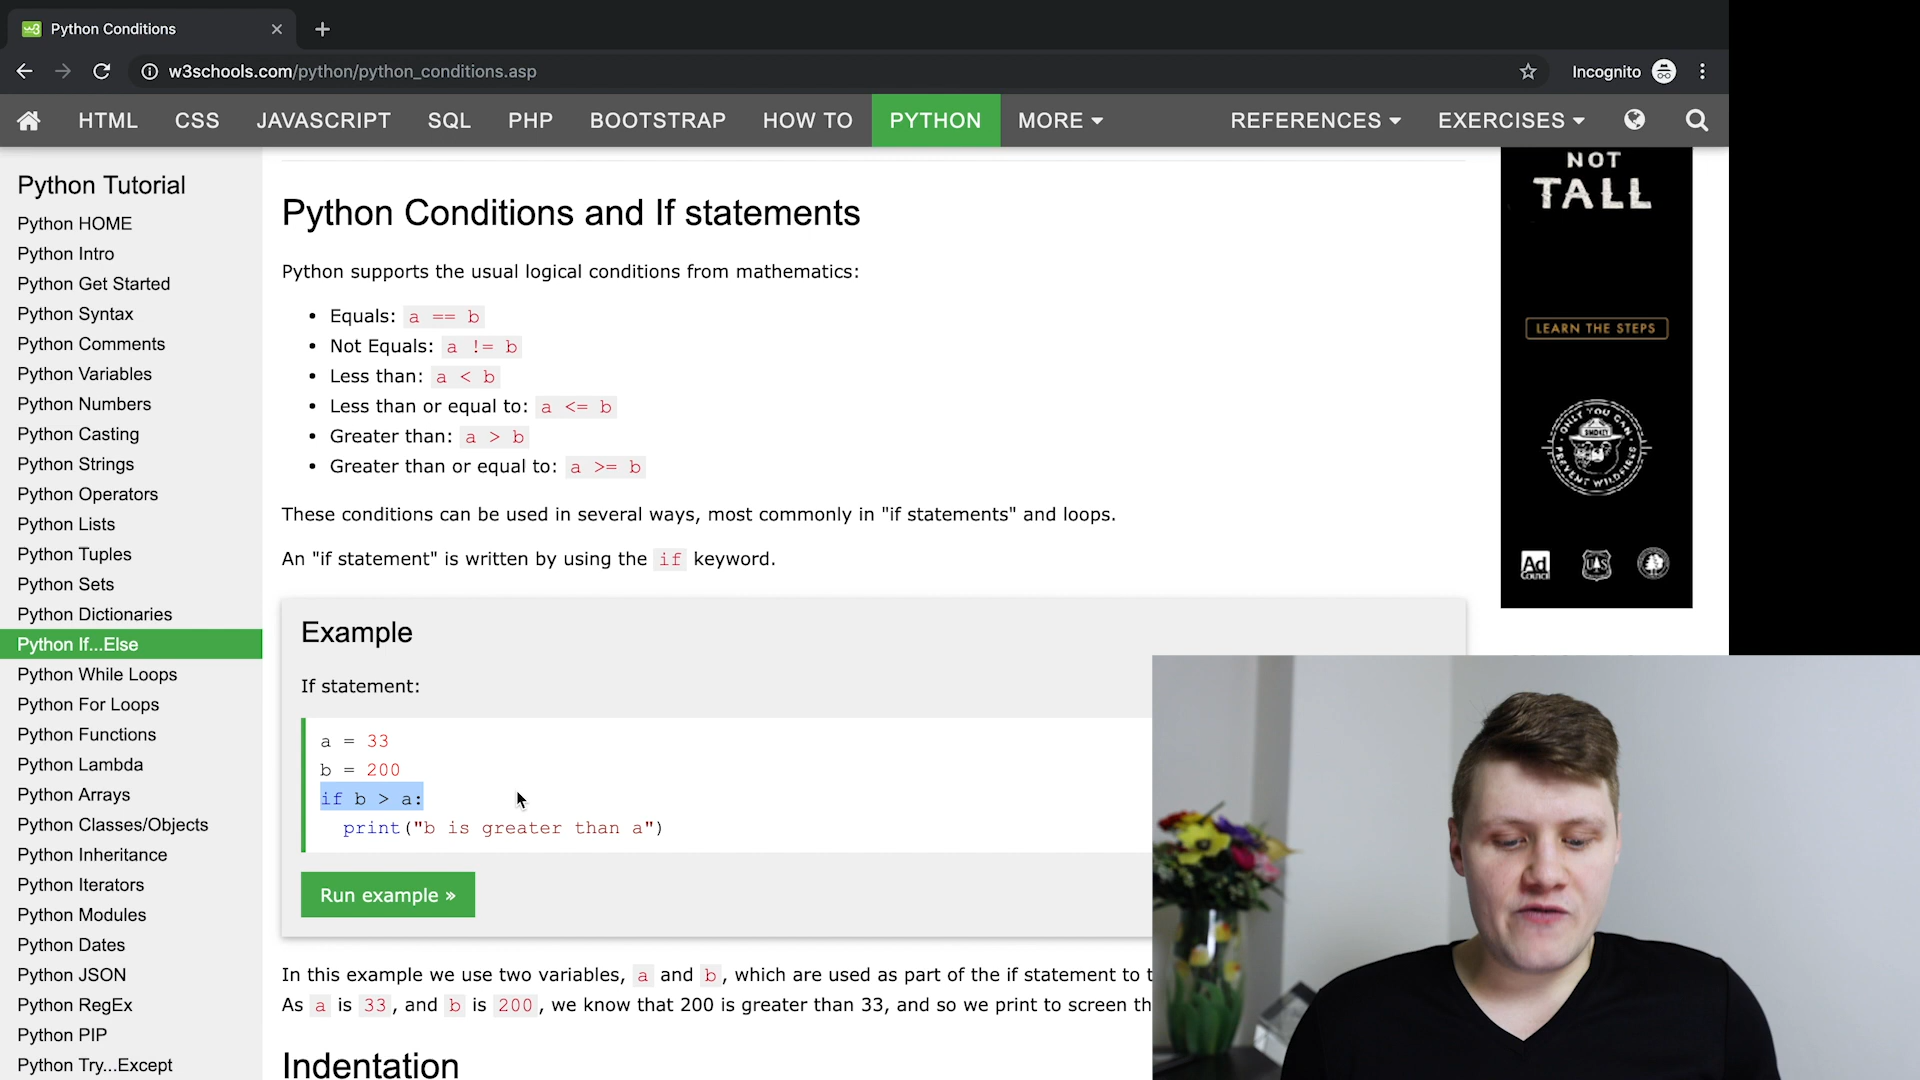 Python Conditions
w3schools.com/python/python_conditions.asp
Incognito
HTML CSS JAVASCRIPT SQL PHP BOOTSTRAP HOW TO PYTHON MORE REFERENCES EXERCISES
Python Tutorial
Python HOME
Python Intro
Python Get Started
Python Syntax
Python Comments
Python Variables
Python Numbers
Python Casting
Python Strings
Python Operators
Python Lists
Python Tuples
Python Sets
Python Dictionaries
Python If...Else
Python While Loops
Python For Loops
Python Functions
Python Lambda
Python Arrays
Python Classes/Objects
Python Inheritance
Python Iterators
Python Modules
Python Dates
Python JSON
Python RegEx
Python PIP
Python Try...Except
Python Conditions and If statements
Python supports the usual logical conditions from mathematics:
• Equals: a == b
• Not Equals: a != b
• Less than: a < b
• Less than or equal to: a <= b
• Greater than: a > b
• Greater than or equal to: a >= b
These conditions can be used in several ways, most commonly in "if statements" and loops.
An "if statement" is written by using the if keyword.
Example
If statement:
a = 33
b = 200
if b > a:
  print("b is greater than a")
Run example »
In this example we use two variables, a and b, which are used as part of the if statement to t
As a is 33, and b is 200, we know that 200 is greater than 33, and so we print to screen th
Indentation
NOT
TALL
LEARN THE STEPS
ONLY YOU CAN
SMOKEY
PREVENT WILDFIRES
Ad
Council
UAS